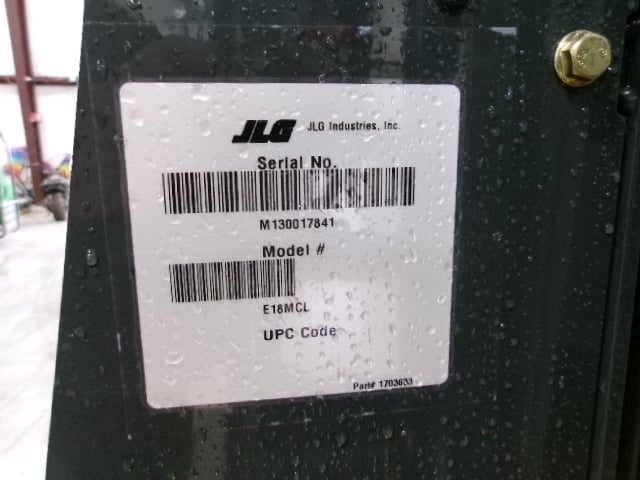 JLG JLG Industries, Inc.
Serial No.
M130017841
Model #
E18MCL
UPC Code
Part# 1703633